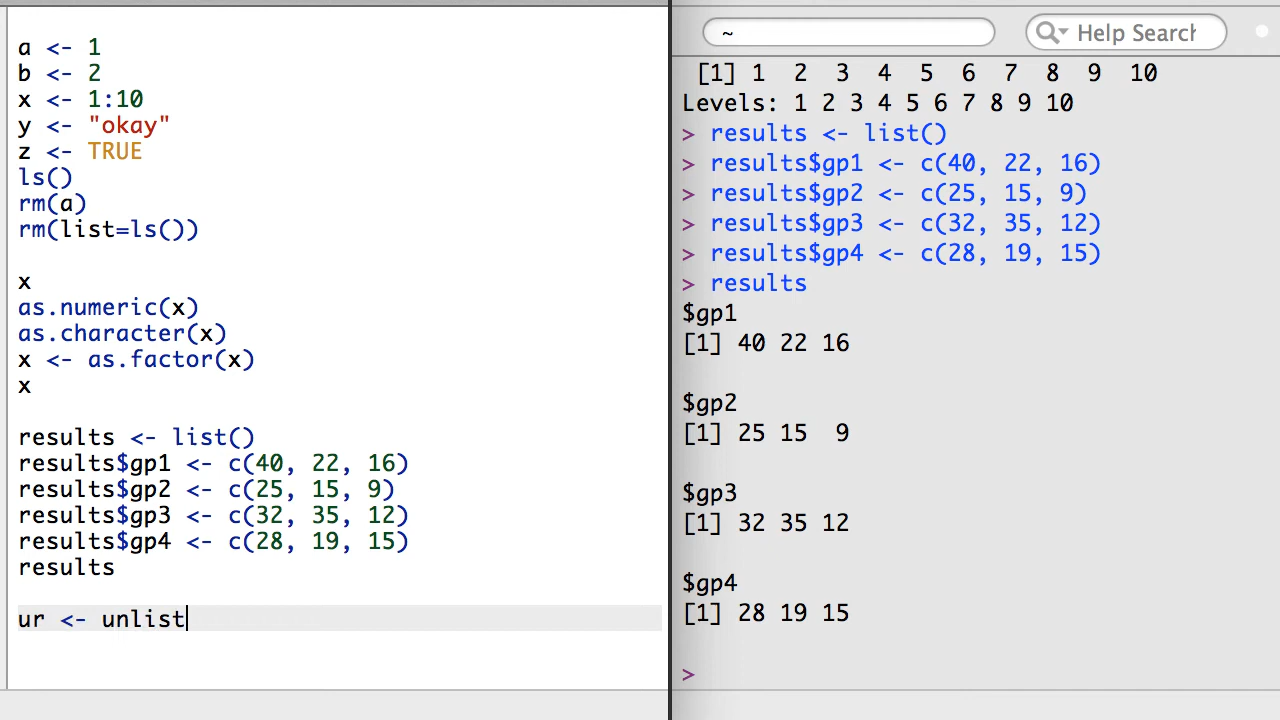 a <- 1
b <- 2
x <- 1:10
y <- "okay"
z <- TRUE
ls()
rm(a)
rm(list=ls())
x
as.numeric(x)
as.character(x)
x <- as.factor(x)
x
results <- list()
results$gp1 <- c(40, 22, 16)
results$gp2 <- c(25, 15, 9)
results$gp3 <- c(32, 35, 12)
results$gp4 <- c(28, 19, 15)
results
ur <- unlist
~
Help Search
[1] 1 2 3 4 5 6 7 8 9 10
Levels: 1 2 3 4 5 6 7 8 9 10
> results <- list()
> results$gp1 <- c(40, 22, 16)
> results$gp2 <- c(25, 15, 9)
> results$gp3 <- c(32, 35, 12)
> results$gp4 <- c(28, 19, 15)
> results
$gp1
[1] 40 22 16
$gp2
[1] 25 15 9
$gp3
[1] 32 35 12
$gp4
[1] 28 19 15
>